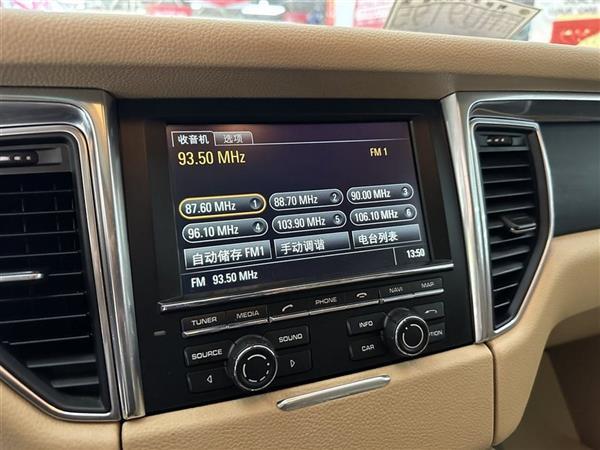 收音机 选项
93.50 MHz FM 1
87.60 MHz 1 88.70 MHz 2 90.00 MHz 3
96.10 MHz 4 103.90 MHz 5 106.10 MHz 6
自动储存 FM1 手动调谐 电台列表
FM 93.50 MHz 13:50
TUNER MEDIA PHONE NAVI MAP
SOURCE SOUND INFO
CAR